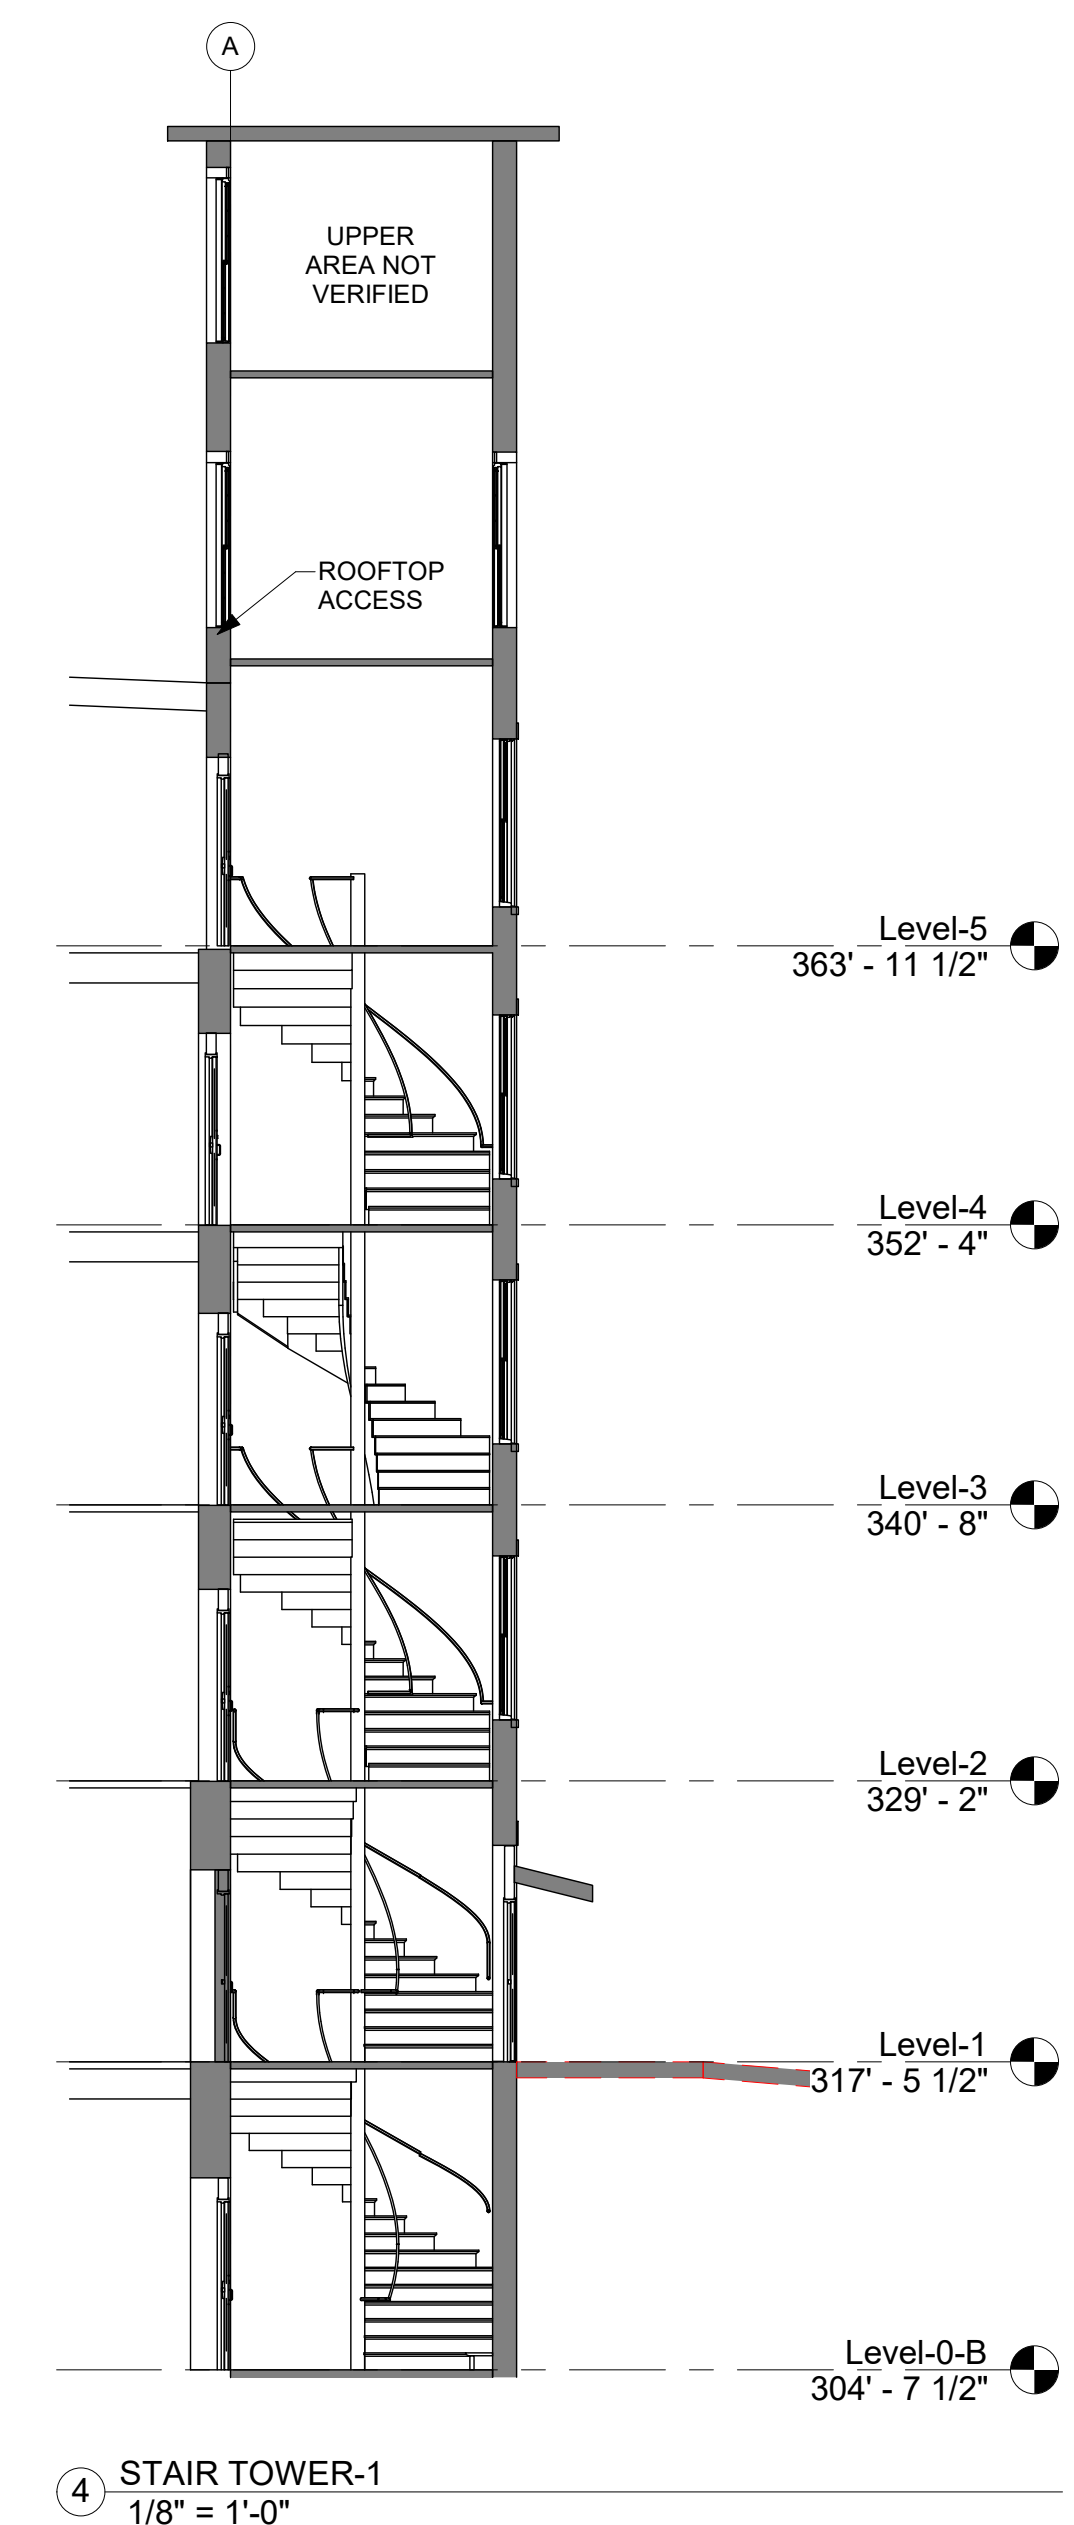 A
UPPER
AREA NOT
VERIFIED
ROOFTOP
ACCESS
Level-5
363' - 11 1/2"
Level-4
352' - 4"
Level-3
340' - 8"
Level-2
329' - 2"
Level-1
317' - 5 1/2"
Level-0-B
304' - 7 1/2"
4
STAIR TOWER-1
1/8" = 1'-0"